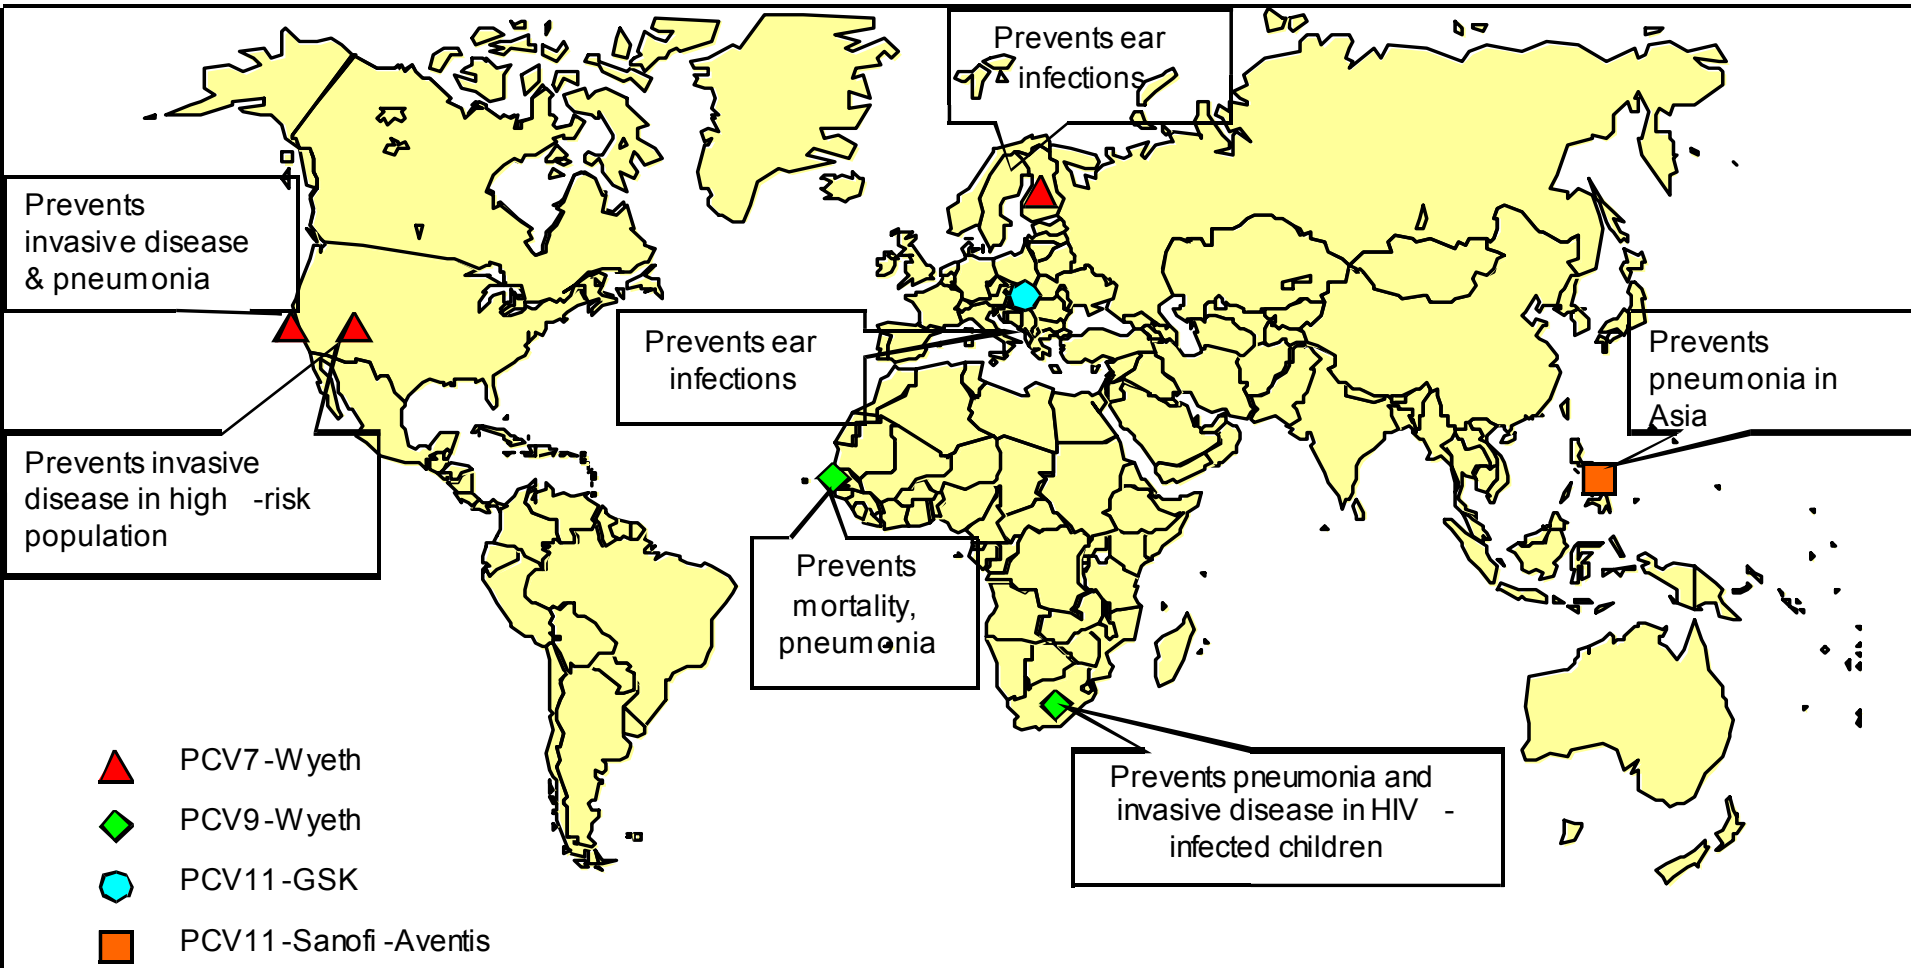 Prevents ear
infections
Prevents
invasive disease
& pneumonia
Prevents ear
infections
Prevents
pneumonia in
Asia
Prevents invasive
disease in high -risk
population
Prevents
mortality,
pneumonia
Prevents pneumonia and
invasive disease in HIV -
infected children
PCV7-Wyeth
PCV9-Wyeth
PCV11-GSK
PCV11-Sanofi-Aventis